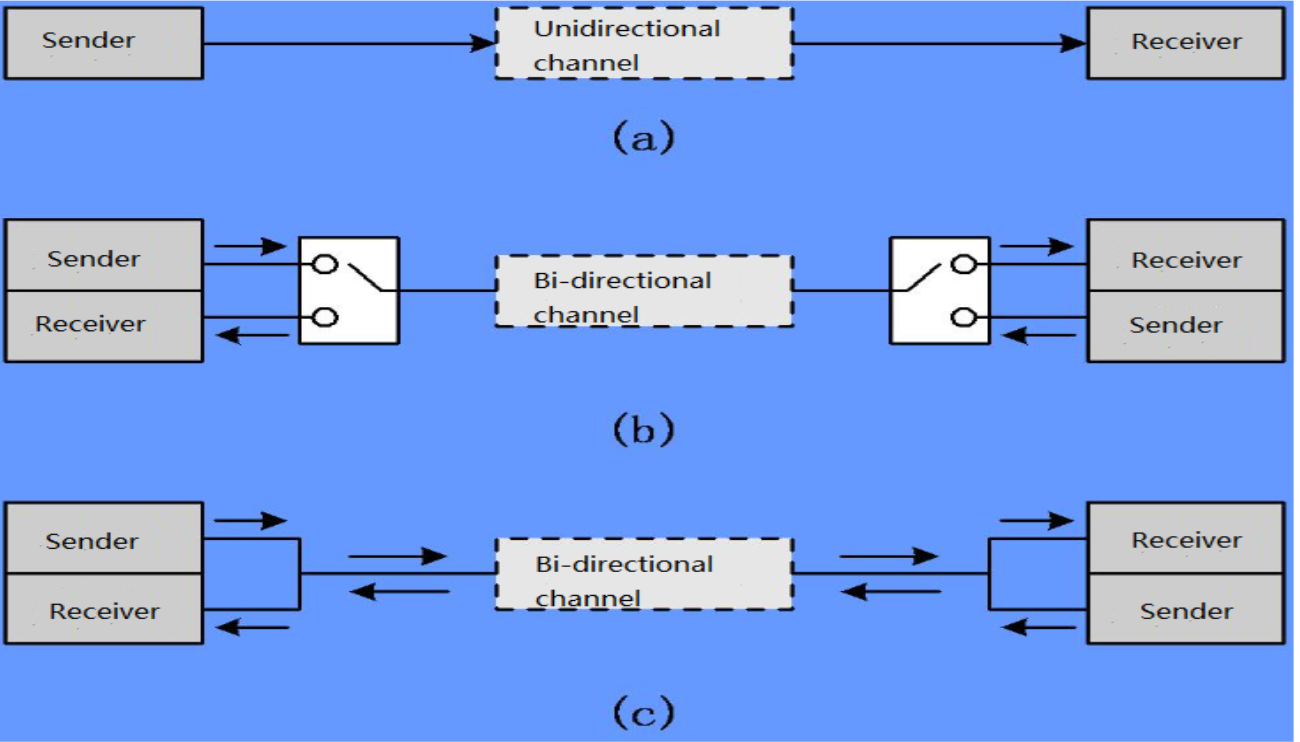 Sender
Unidirectional
channel
Receiver
(a)
Sender
Receiver
Bi-directional
channel
Receiver
Sender
(b)
Sender
Receiver
Bi-directional
channel
Receiver
Sender
(c)